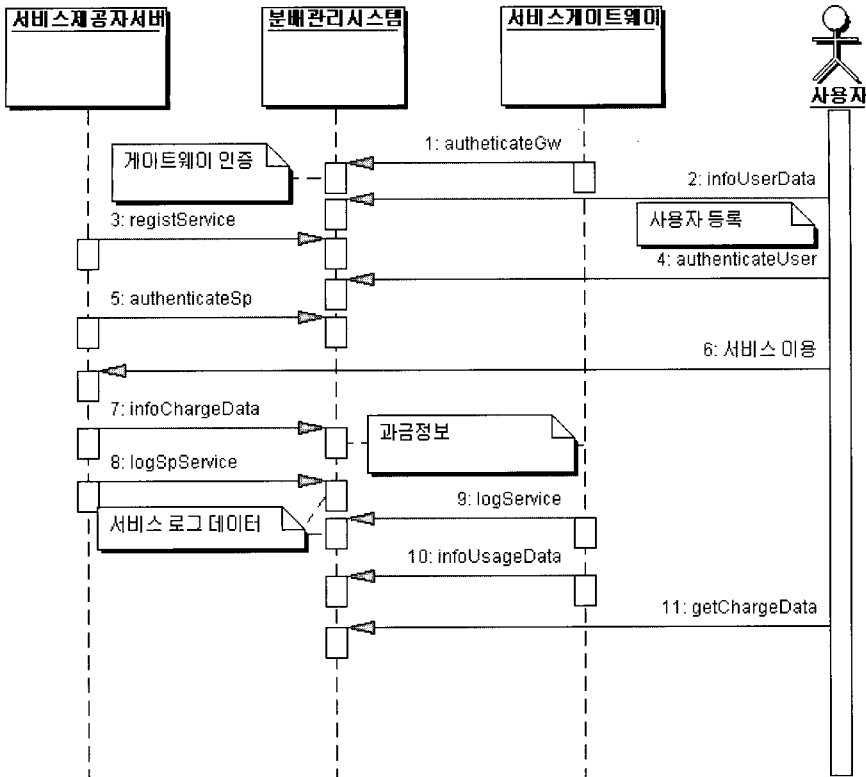 서비스제공자서버
분배관리시스템
서비스게이트웨이
사용자
1: autheticateGw
게이트웨이 인증
2: infoUserData
3: registService
사용자 등록
4: authenticateUser
5: authenticateSp
6: 서비스 이용
7: infoChargeData
과금정보
8: logSpService
9: logService
서비스 로그 데이터
10: infoUsageData
11: getChargeData